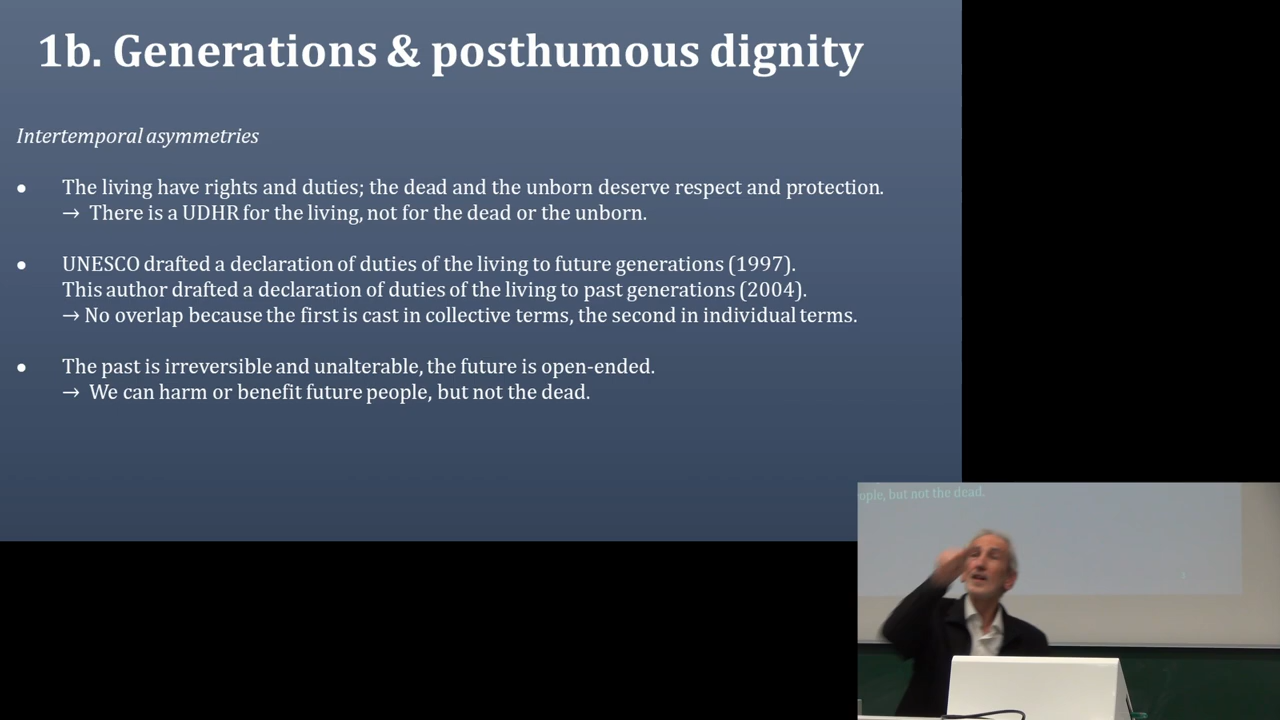 1b. Generations & posthumous dignity
Intertemporal asymmetries
• The living have rights and duties; the dead and the unborn deserve respect and protection.
→ There is a UDHR for the living, not for the dead or the unborn.
• UNESCO drafted a declaration of duties of the living to future generations (1997).
This author drafted a declaration of duties of the living to past generations (2004).
→ No overlap because the first is cast in collective terms, the second in individual terms.
• The past is irreversible and unalterable, the future is open-ended.
→ We can harm or benefit future people, but not the dead.
ople, but not the dead.